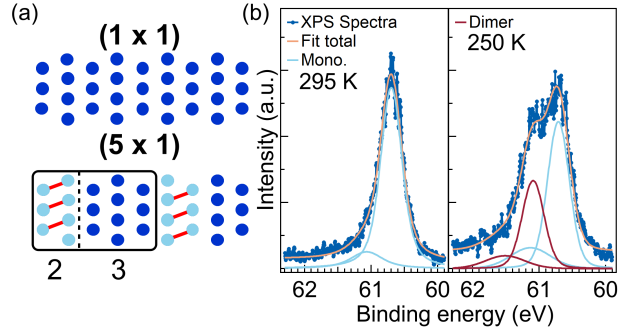 (a)
(1 x 1)
(5 x 1)
2 3
(b)
XPS Spectra
Fit total
Mono.
295 K
Dimer
250 K
Intensity (a.u.)
62 61 60 62 61 60
Binding energy (eV)